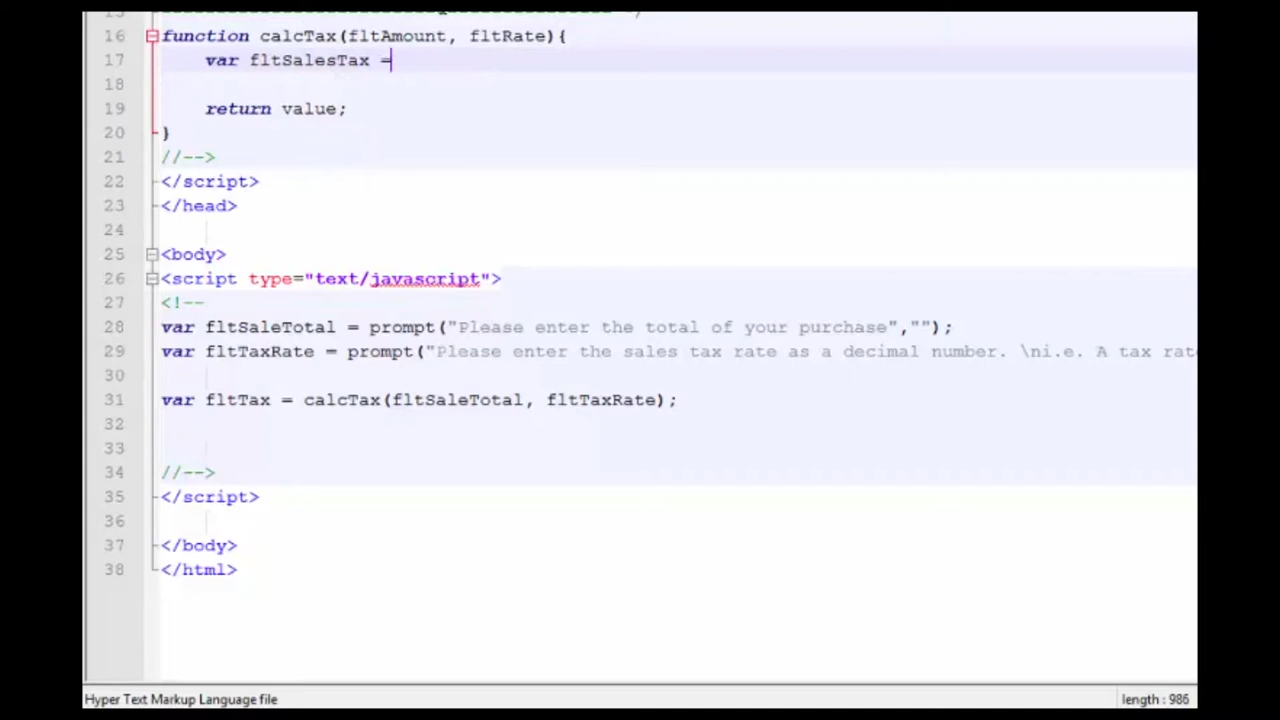 16 function calcTax(fltAmount, fltRate){
17 var fltSalesTax =
18
19 return value;
20 }
21 //-->
22 </script>
23 </head>
24
25 <body>
26 <script type="text/javascript">
27 <!--
28 var fltSaleTotal = prompt("Please enter the total of your purchase","");
29 var fltTaxRate = prompt("Please enter the sales tax rate as a decimal number. \ni.e. A tax rat
30
31 var fltTax = calcTax(fltSaleTotal, fltTaxRate);
32
33
34 //-->
35 </script>
36
37 </body>
38 </html>
Hyper Text Markup Language file length : 986